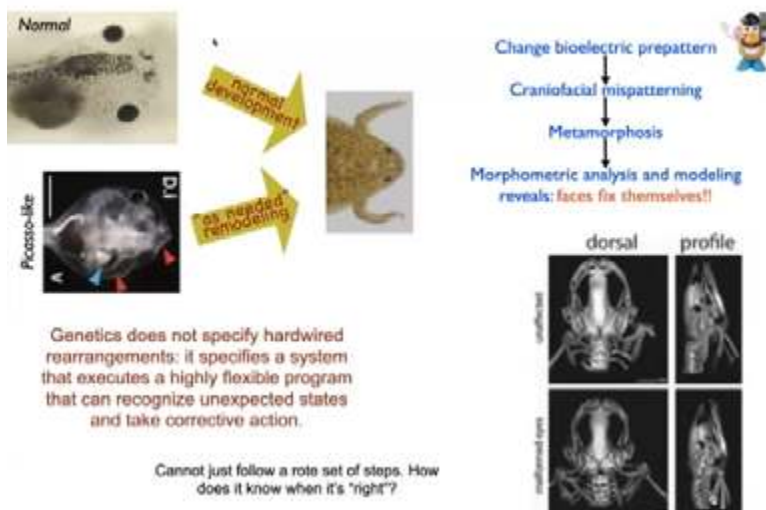 Normal
normal
development
Picasso-like
D.i
A
"as needed"
remodeling
Change bioelectric prepattern
Craniofacial mispatterning
Metamorphosis
Morphometric analysis and modeling
reveals: faces fix themselves!!
Genetics does not specify hardwired
rearrangements: it specifies a system
that executes a highly flexible program
that can recognize unexpected states
and take corrective action.
Cannot just follow a rote set of steps. How
does it know when it's "right"?
dorsal
profile
unaffected
malformed eyes